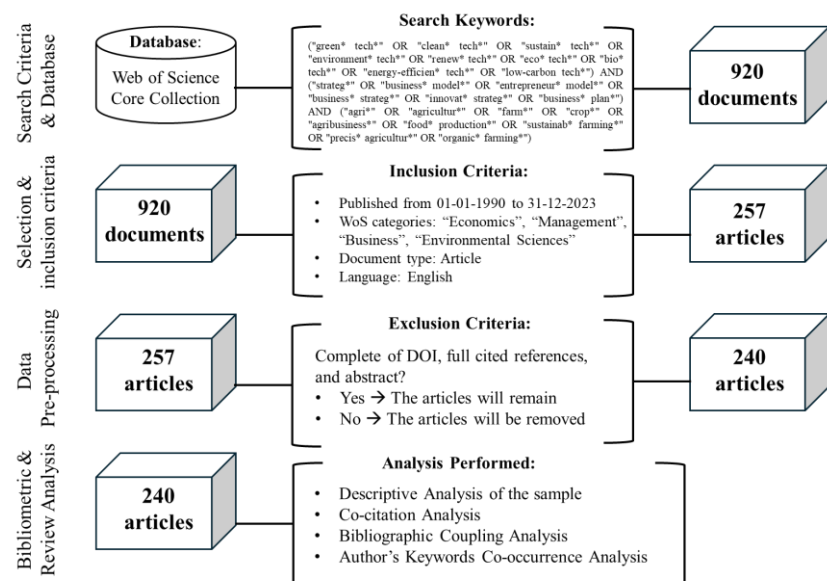 Search Criteria
& Database
Database:
Web of Science
Core Collection
Search Keywords:
("green* tech*" OR "clean* tech*" OR "sustain* tech*" OR
"environment* tech*" OR "renew* tech*" OR "eco* tech*" OR "bio*
tech*" OR "energy-efficien* tech*" OR "low-carbon tech*") AND
("strateg*" OR "business* model*" OR "entrepreneur* model*" OR
"business* strateg*" OR "innovat* strateg*" OR "business* plan*")
AND ("agri*" OR "agricultur*" OR "farm*" OR "crop*" OR
"agribusiness*" OR "food* production*" OR "sustainab* farming*"
OR "precis* agricultur*" OR "organic* farming*")
920
documents
Selection &
inclusion criteria
920
documents
Inclusion Criteria:
• Published from 01-01-1990 to 31-12-2023
• WoS categories: “Economics”, “Management”,
“Business”, “Environmental Sciences”
• Document type: Article
• Language: English
257
articles
Data
Pre-processing
257
articles
Exclusion Criteria:
Complete of DOI, full cited references,
and abstract?
• Yes → The articles will remain
• No → The articles will be removed
240
articles
Bibliometric &
Review Analysis
240
articles
Analysis Performed:
• Descriptive Analysis of the sample
• Co-citation Analysis
• Bibliographic Coupling Analysis
• Author's Keywords Co-occurrence Analysis